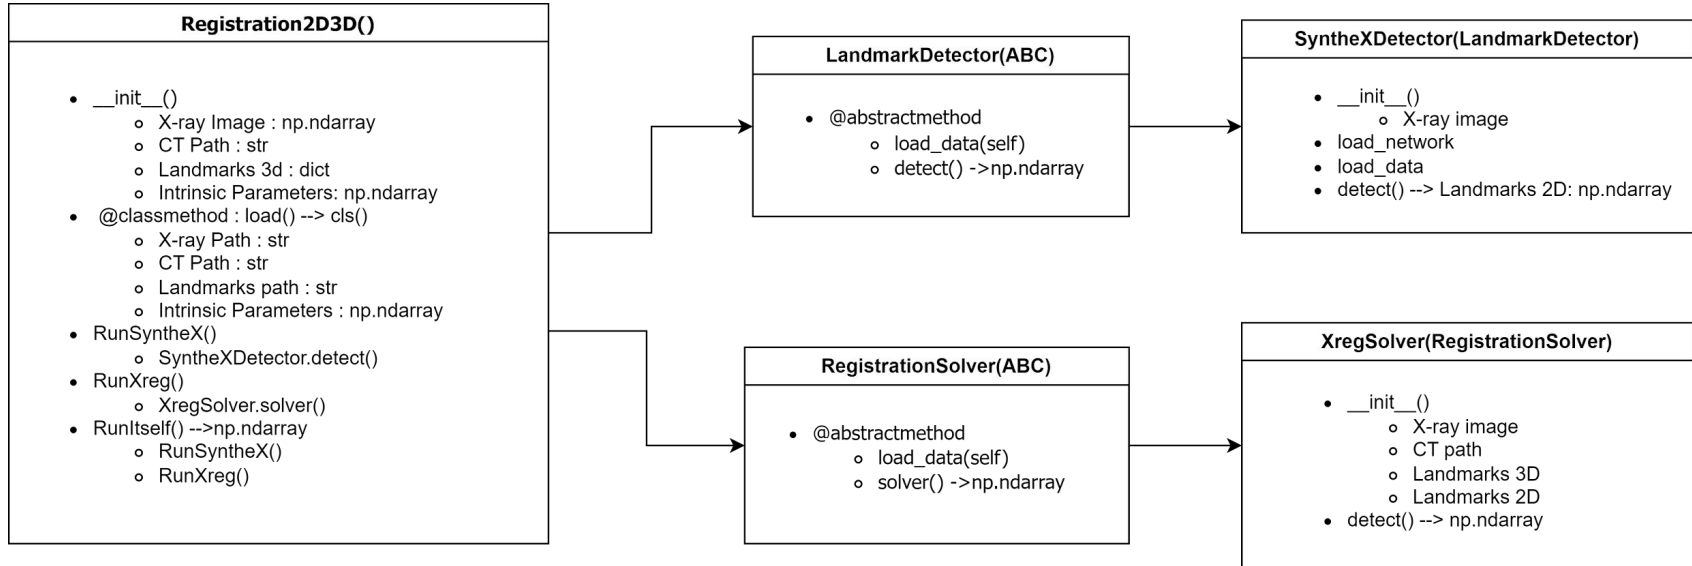 Registration2D3D()
__init__()
X-ray Image : np.ndarray
CT Path : str
Landmarks 3d : dict
Intrinsic Parameters: np.ndarray
@classmethod : load() --> cls()
X-ray Path : str
CT Path : str
Landmarks path : str
Intrinsic Parameters : np.ndarray
RunSyntheX()
SyntheXDetector.detect()
RunXreg()
XregSolver.solver()
RunItself() -->np.ndarray
RunSyntheX()
RunXreg()
LandmarkDetector(ABC)
@abstractmethod
load_data(self)
detect() ->np.ndarray
SyntheXDetector(LandmarkDetector)
__init__()
X-ray image
load_network
load_data
detect() --> Landmarks 2D: np.ndarray
RegistrationSolver(ABC)
@abstractmethod
load_data(self)
solver() ->np.ndarray
XregSolver(RegistrationSolver)
__init__()
X-ray image
CT path
Landmarks 3D
Landmarks 2D
detect() --> np.ndarray